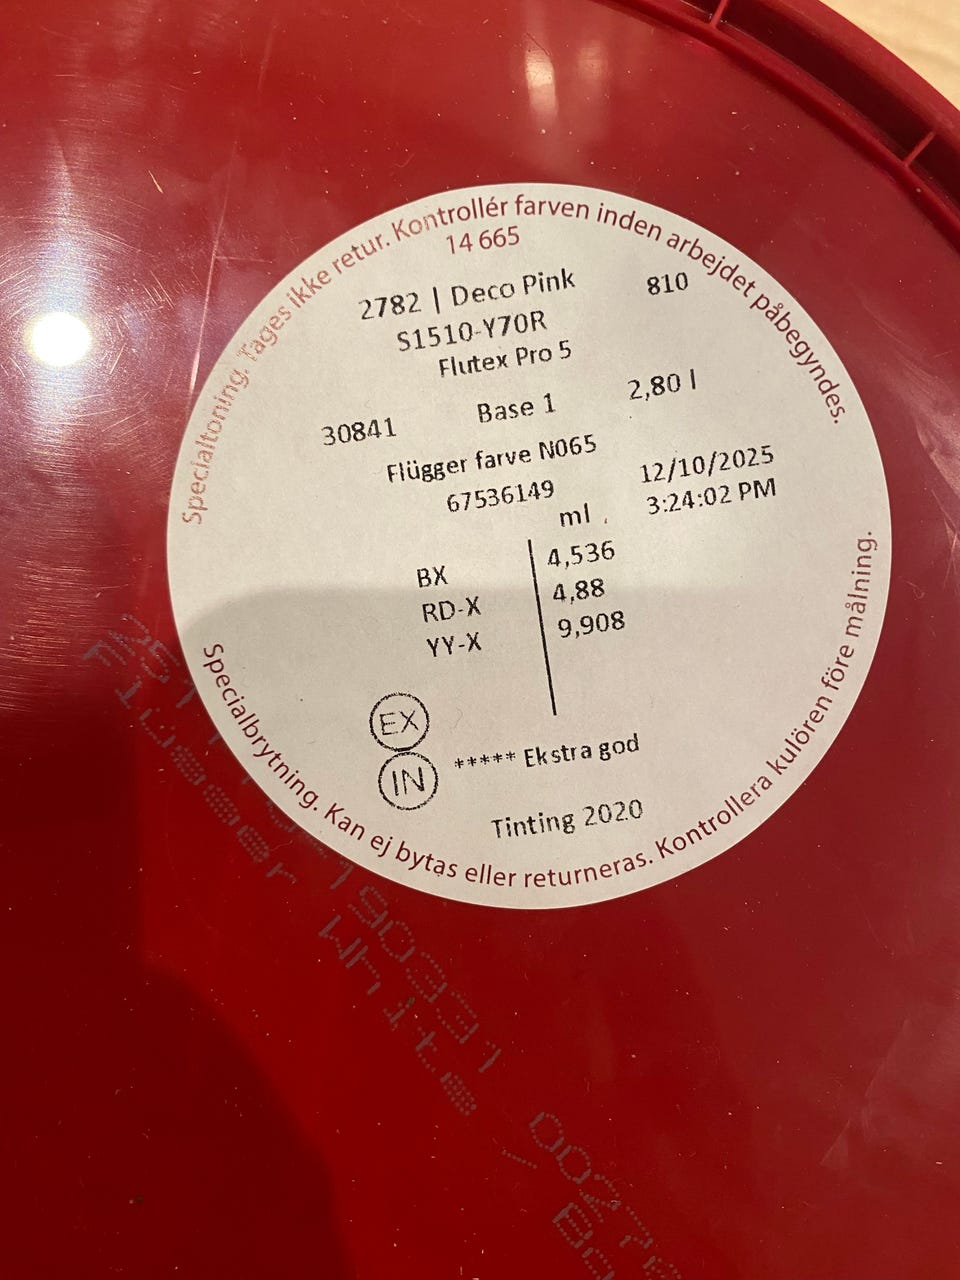 Specialtoning. Tages ikke retur. Kontrollér farven inden arbejdet påbegyndes.
14 665
2782 | Deco Pink 810
S1510-Y70R
Flutex Pro 5
30841 Base 1 2,80 l
Flügger farve N065
67536149 12/10/2025
ml 3:24:02 PM
BX 4,536
RD-X 4,88
YY-X 9,908
EX
IN ***** Ekstra god
Tinting 2020
Specialbrytning. Kan ej bytas eller returneras. Kontrollera kulören före målning.
White